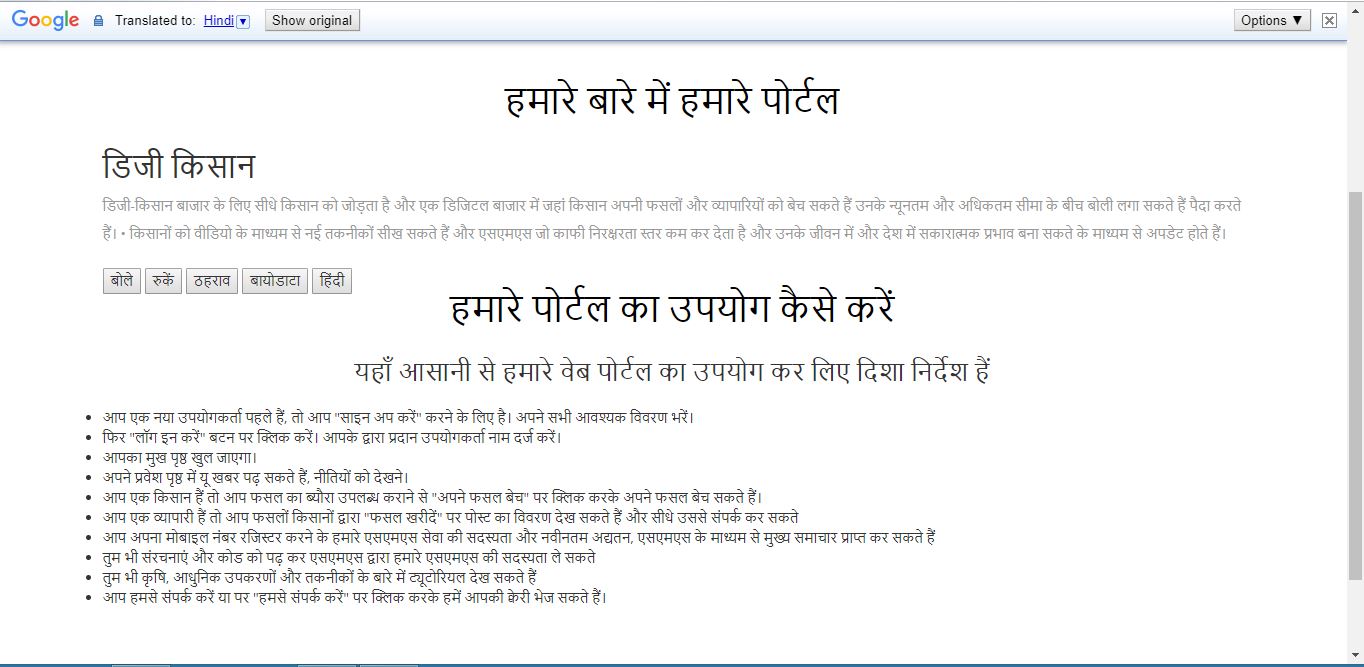 Google Translated to: Hindi▼ Show original Options ▼
हमारे बारे में हमारे पोर्टल
डिजी किसान
डिजी-किसान बाजार के लिए सीधे किसान को जोड़ता है और एक डिजिटल बाजार में जहां किसान अपनी फसलों और व्यापारियों को बेच सकते हैं उनके न्यूनतम और अधिकतम सीमा के बीच बोली लगा सकते हैं पैदा करते
हैं। • किसानों को वीडियो के माध्यम से नई तकनीकों सीख सकते हैं और एसएमएस जो काफी निरक्षरता स्तर कम कर देता है और उनके जीवन में और देश में सकारात्मक प्रभाव बना सकते के माध्यम से अपडेट होते हैं।
बोले रुकें ठहराव बायोडाटा हिंदी
हमारे पोर्टल का उपयोग कैसे करें
यहाँ आसानी से हमारे वेब पोर्टल का उपयोग कर लिए दिशा निर्देश हैं
• आप एक नया उपयोगकर्ता पहले हैं, तो आप "साइन अप करें" करने के लिए है। अपने सभी आवश्यक विवरण भरें।
• फिर "लॉग इन करें" बटन पर क्लिक करें। आपके द्वारा प्रदान उपयोगकर्ता नाम दर्ज करें।
• आपका मुख पृष्ठ खुल जाएगा।
• अपने प्रवेश पृष्ठ में यू खबर पढ़ सकते हैं, नीतियों को देखने।
• आप एक किसान हैं तो आप फसल का ब्यौरा उपलब्ध कराने से "अपने फसल बेच" पर क्लिक करके अपने फसल बेच सकते हैं।
• आप एक व्यापारी हैं तो आप फसलों किसानों द्वारा "फसल खरीदें" पर पोस्ट का विवरण देख सकते हैं और सीधे उससे संपर्क कर सकते
• आप अपना मोबाइल नंबर रजिस्टर करने के हमारे एसएमएस सेवा की सदस्यता और नवीनतम अद्यतन, एसएमएस के माध्यम से मुख्य समाचार प्राप्त कर सकते हैं
• तुम भी संरचनाएं और कोड को पढ़ कर एसएमएस द्वारा हमारे एसएमएस की सदस्यता ले सकते
• तुम भी कृषि, आधुनिक उपकरणों और तकनीकों के बारे में ट्यूटोरियल देख सकते हैं
• आप हमसे संपर्क करें या पर "हमसे संपर्क करें" पर क्लिक करके हमें आपकी क्वेरी भेज सकते हैं।